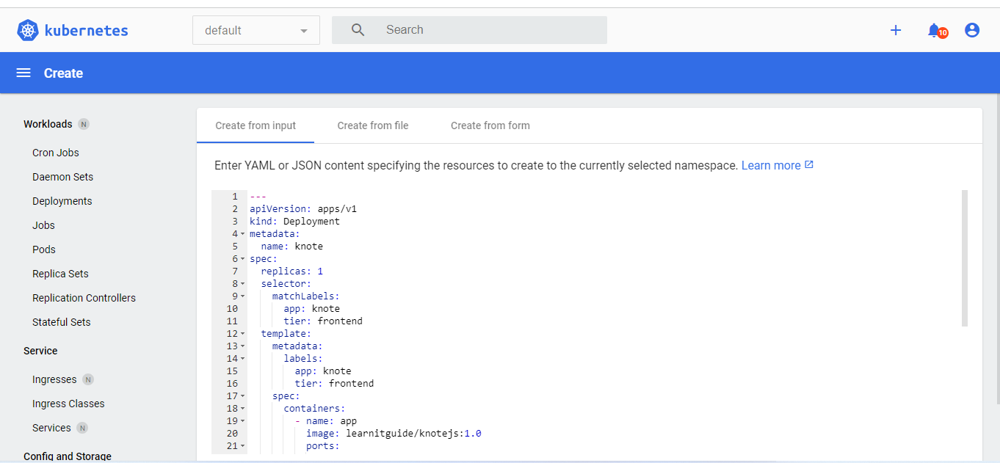 kubernetes
default
Search
10
Create
Workloads N
Cron Jobs
Daemon Sets
Deployments
Jobs
Pods
Replica Sets
Replication Controllers
Stateful Sets
Service
Ingresses N
Ingress Classes
Services N
Config and Storage
Create from input Create from file Create from form
Enter YAML or JSON content specifying the resources to create to the currently selected namespace. Learn more
1 ---
2 apiVersion: apps/v1
3 kind: Deployment
4 metadata:
5   name: knote
6 spec:
7   replicas: 1
8   selector:
9     matchLabels:
10       app: knote
11       tier: frontend
12   template:
13     metadata:
14       labels:
15         app: knote
16         tier: frontend
17     spec:
18       containers:
19         - name: app
20           image: learnitguide/knotejs:1.0
21           ports: